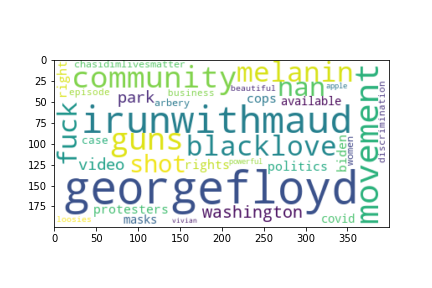 0
25
50
75
100
125
150
175
0 50 100 150 200 250 300 350
chasidimlivesmatter
right
community
melanin
episode
business
beautiful
nan
apple
park
arbery
cops
available
fuck
irunwithmaud
movement
discrimination
case
guns
blacklove
biden
women
video
shot
rights
powerful
politics
georgefloyd
protesters
washington
loosies
masks
vivian
covid